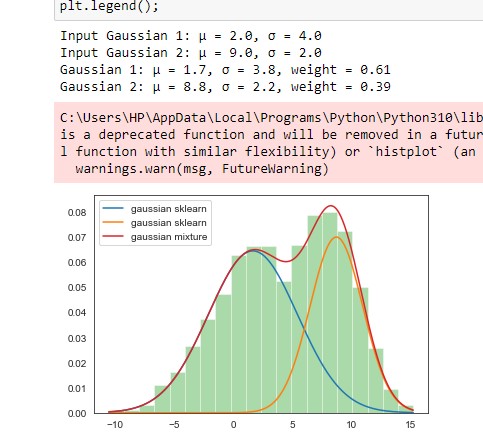 plt.legend();
Input Gaussian 1: μ = 2.0, σ = 4.0
Input Gaussian 2: μ = 9.0, σ = 2.0
Gaussian 1: μ = 1.7, σ = 3.8, weight = 0.61
Gaussian 2: μ = 8.8, σ = 2.2, weight = 0.39
C:\Users\HP\AppData\Local\Programs\Python\Python310\lib
is a deprecated function and will be removed in a futur
l function with similar flexibility) or `histplot` (an
warnings.warn(msg, FutureWarning)
gaussian sklearn
gaussian sklearn
gaussian mixture
0.08
0.07
0.06
0.05
0.04
0.03
0.02
0.01
0.00
−10 −5 0 5 10 15